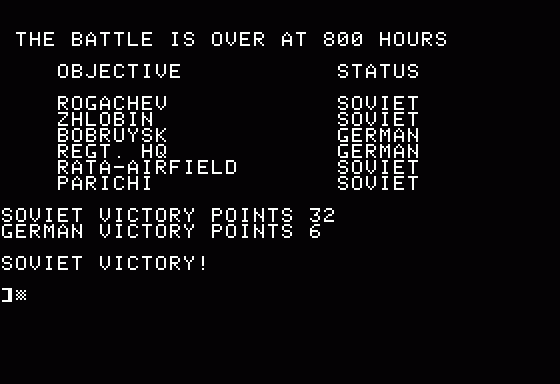 THE BATTLE IS OVER AT 800 HOURS
OBJECTIVE STATUS
ROGACHEV SOVIET
ZHLOBIN SOVIET
BOBRUYSK GERMAN
REGT. HQ GERMAN
RATA-AIRFIELD SOVIET
PARICHI SOVIET
SOVIET VICTORY POINTS 32
GERMAN VICTORY POINTS 6
SOVIET VICTORY!
]